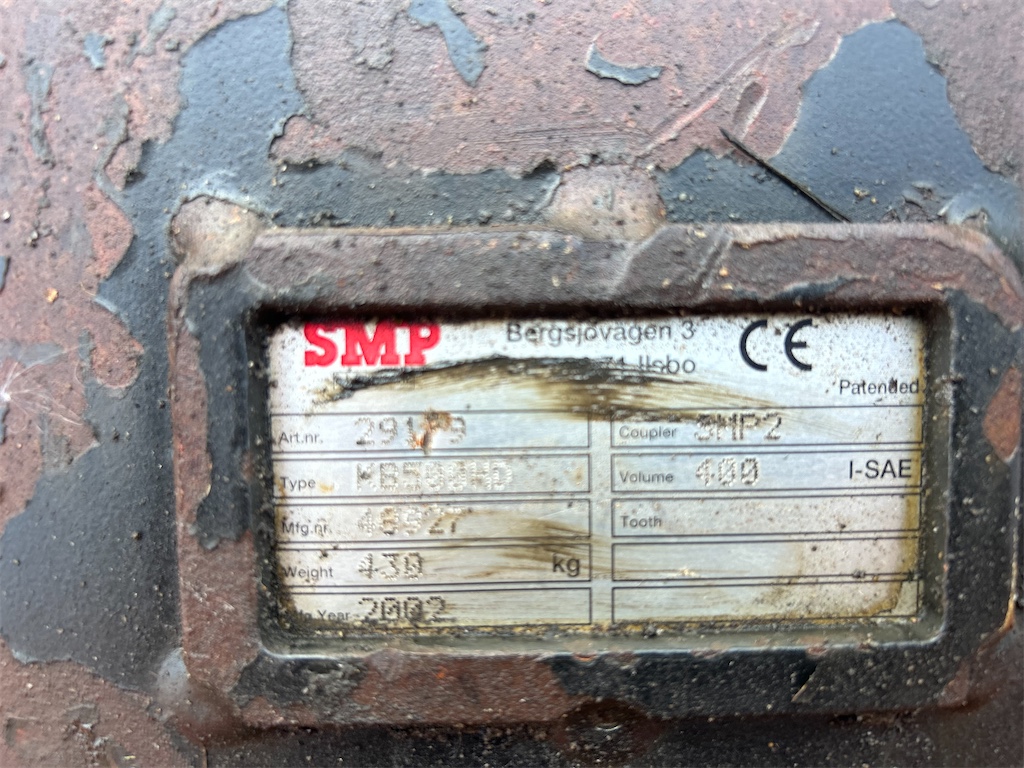 SMP
Bergsjövägen 3
Ilsbo
CE
Patented
Art.nr.
Coupler SMP2
Type
Volume 400 I-SAE
Mfg.nr.
Tooth
Weight 430 kg
Year 2002